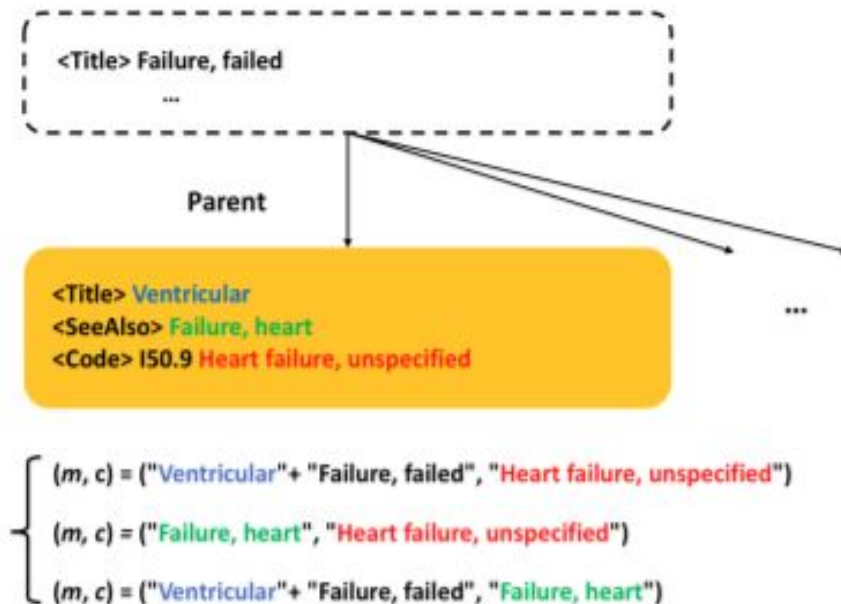 <Title> Failure, failed
...
Parent
<Title> Ventricular
<SeeAlso> Failure, heart
<Code> I50.9 Heart failure, unspecified
...
(m, c) = ("Ventricular"+ "Failure, failed", "Heart failure, unspecified")
(m, c) = ("Failure, heart", "Heart failure, unspecified")
(m, c) = ("Ventricular"+ "Failure, failed", "Failure, heart")